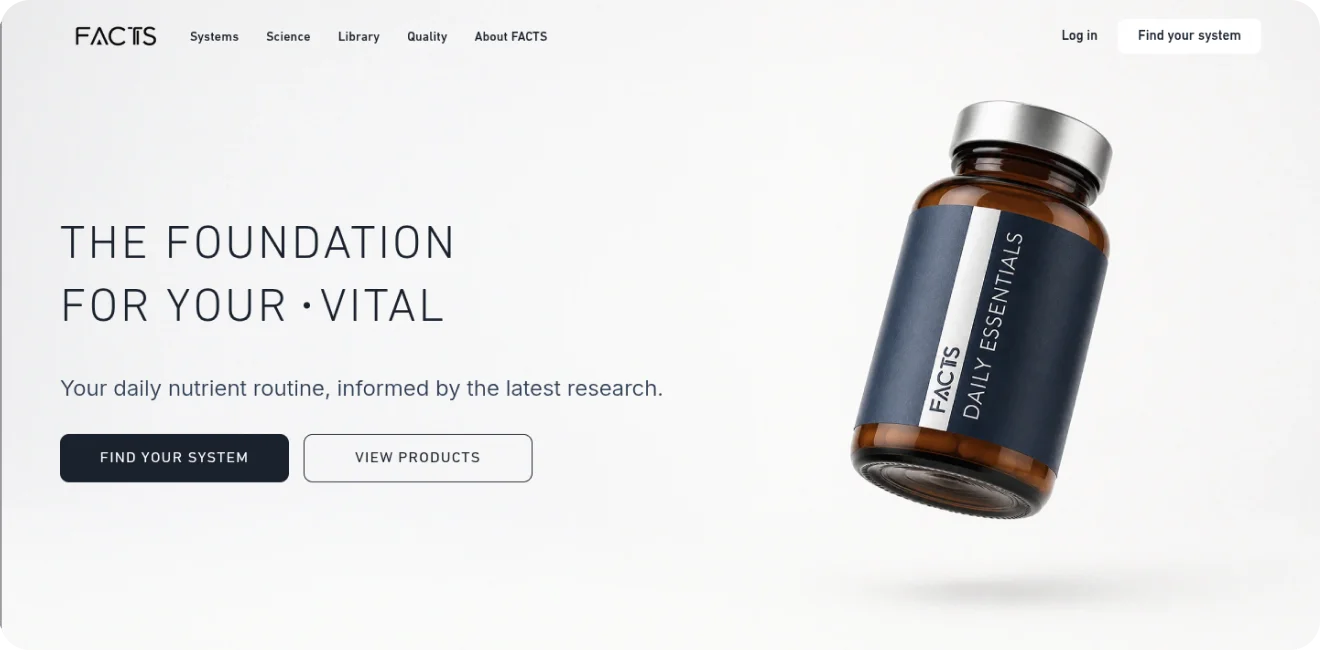 FACTS
Systems
Science
Library
Quality
About FACTS
Log in
Find your system
THE FOUNDATION
FOR YOUR · VITAL
Your daily nutrient routine, informed by the latest research.
FIND YOUR SYSTEM
VIEW PRODUCTS
FACTS
DAILY ESSENTIALS